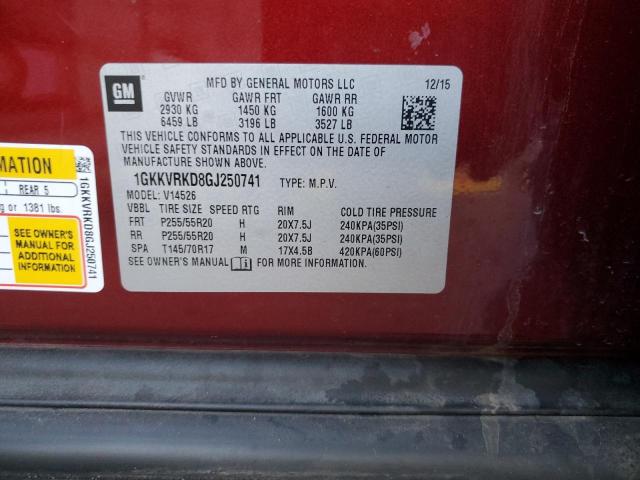 GM
MFD BY GENERAL MOTORS LLC 12/15
GVWR GAWR FRT GAWR RR
2930 KG 1450 KG 1600 KG
6459 LB 3196 LB 3527 LB
THIS VEHICLE CONFORMS TO ALL APPLICABLE U.S. FEDERAL MOTOR
VEHICLE SAFETY STANDARDS IN EFFECT ON THE DATE OF
MANUFACTURE SHOWN ABOVE.
1GKKVRKD8GJ250741 TYPE: M.P.V.
MODEL: V14526
VBBL TIRE SIZE SPEED RTG RIM COLD TIRE PRESSURE
FRT P255/55R20 H 20X7.5J 240KPA(35PSI)
RR P255/55R20 H 20X7.5J 240KPA(35PSI)
SPA T145/70R17 M 17X4.5B 420KPA(60PSI)
SEE OWNER'S MANUAL FOR MORE INFORMATION.
REAR 5
or 1381 lbs.
SEE OWNER'S
MANUAL FOR
ADDITIONAL
INFORMATION
1GKKVRKD8GJ250741